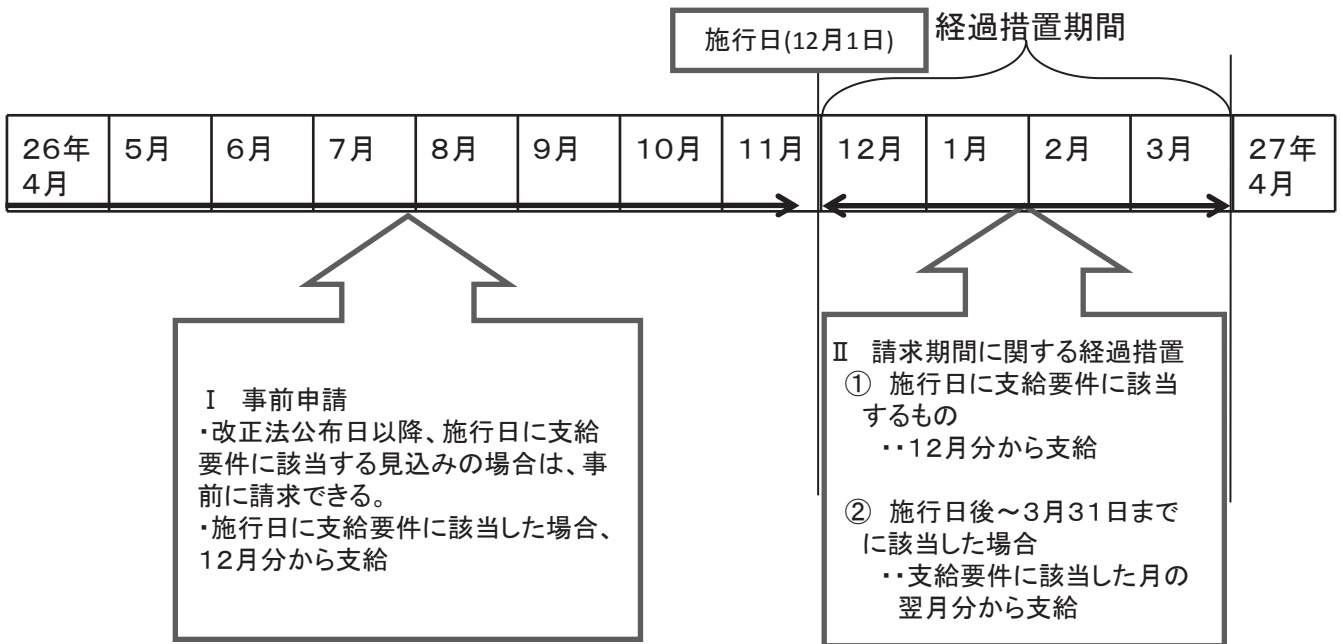 施行日(12月1日)
経過措置期間
26年
4月
5月
6月
7月
8月
9月
10月
11月
12月
1月
2月
3月
27年
4月
Ⅰ 事前申請
・改正法公布日以降、施行日に支給
要件に該当する見込みの場合は、事
前に請求できる。
・施行日に支給要件に該当した場合、
12月分から支給
Ⅱ 請求期間に関する経過措置
① 施行日に支給要件に該当
するもの
‥12月分から支給
② 施行日後～3月31日まで
に該当した場合
‥支給要件に該当した月の
翌月分から支給